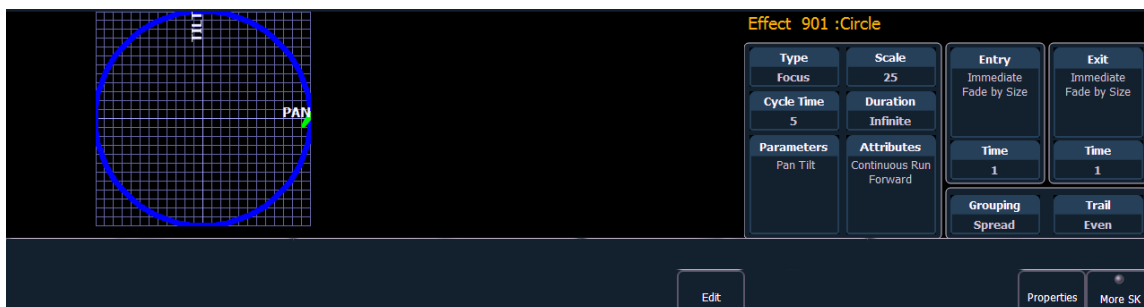 TILT
PAN
Effect 901 :Circle
Type
Focus
Scale
25
Cycle Time
5
Duration
Infinite
Parameters
Pan Tilt
Attributes
Continuous Run
Forward
Entry
Immediate
Fade by Size
Time
1
Exit
Immediate
Fade by Size
Time
1
Grouping
Spread
Trail
Even
Edit
Properties
More SK